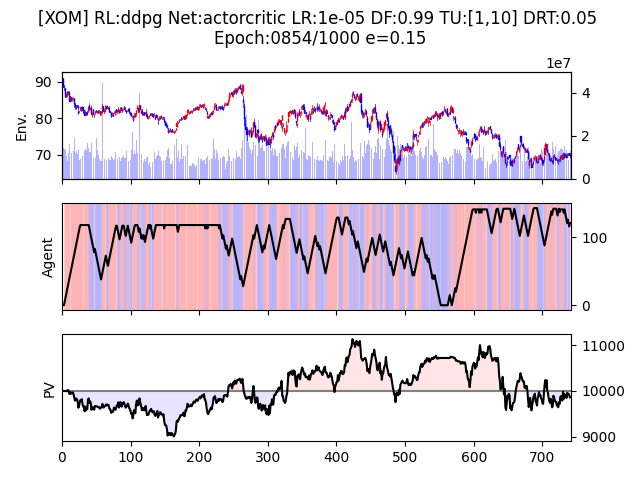 [XOM] RL:ddpg Net:actorcritic LR:1e-05 DF:0.99 TU:[1,10] DRT:0.05
Epoch:0854/1000 e=0.15
1e7
90
80
70
Env.
4
2
0
Agent
100
0
PV
11000
10000
9000
0 100 200 300 400 500 600 700